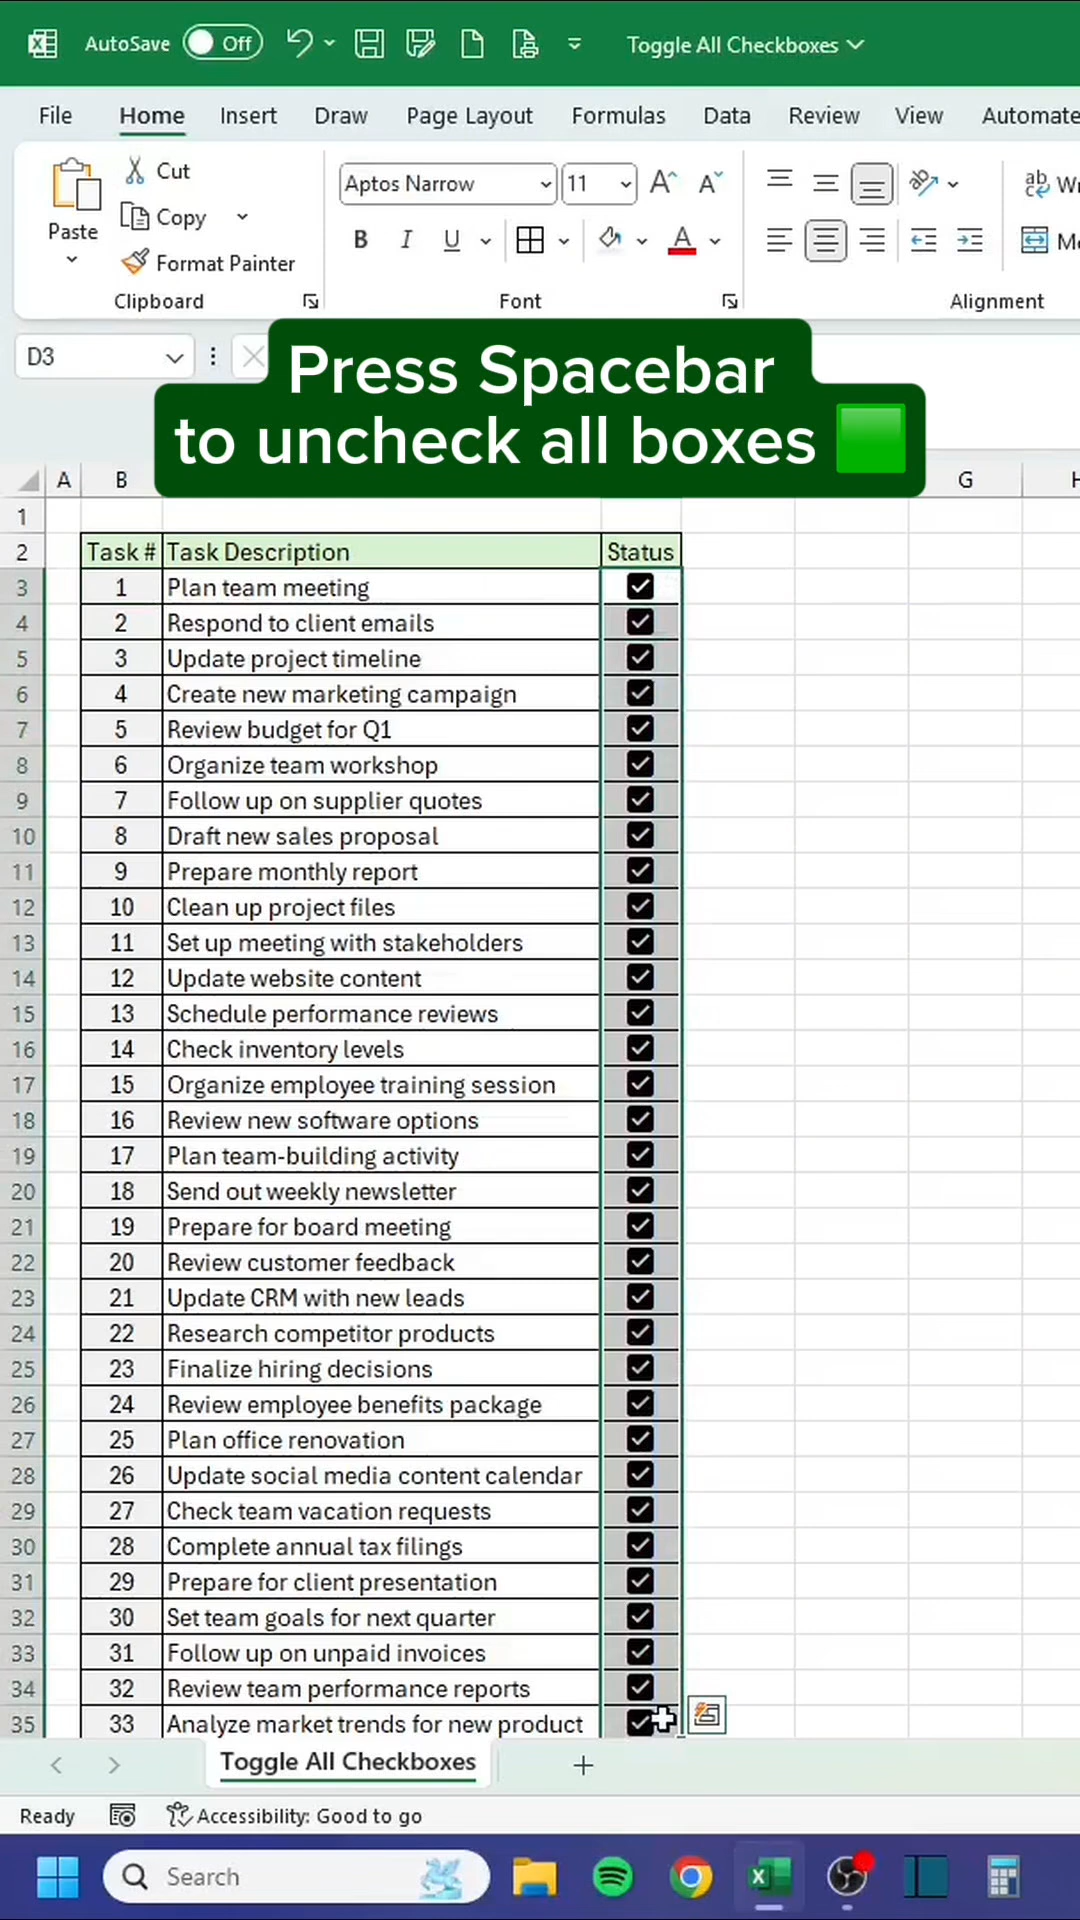 AutoSave Off Toggle All Checkboxes
File Home Insert Draw Page Layout Formulas Data Review View Automate
Paste Cut Copy Format Painter
Clipboard
Aptos Narrow 11
B I U A
Font
ab
Alignment
D3
Press Spacebar
to uncheck all boxes
A B G
1
2 Task # Task Description Status
3 1 Plan team meeting
4 2 Respond to client emails
5 3 Update project timeline
6 4 Create new marketing campaign
7 5 Review budget for Q1
8 6 Organize team workshop
9 7 Follow up on supplier quotes
10 8 Draft new sales proposal
11 9 Prepare monthly report
12 10 Clean up project files
13 11 Set up meeting with stakeholders
14 12 Update website content
15 13 Schedule performance reviews
16 14 Check inventory levels
17 15 Organize employee training session
18 16 Review new software options
19 17 Plan team-building activity
20 18 Send out weekly newsletter
21 19 Prepare for board meeting
22 20 Review customer feedback
23 21 Update CRM with new leads
24 22 Research competitor products
25 23 Finalize hiring decisions
26 24 Review employee benefits package
27 25 Plan office renovation
28 26 Update social media content calendar
29 27 Check team vacation requests
30 28 Complete annual tax filings
31 29 Prepare for client presentation
32 30 Set team goals for next quarter
33 31 Follow up on unpaid invoices
34 32 Review team performance reports
35 33 Analyze market trends for new product
Toggle All Checkboxes
Ready Accessibility: Good to go
Search